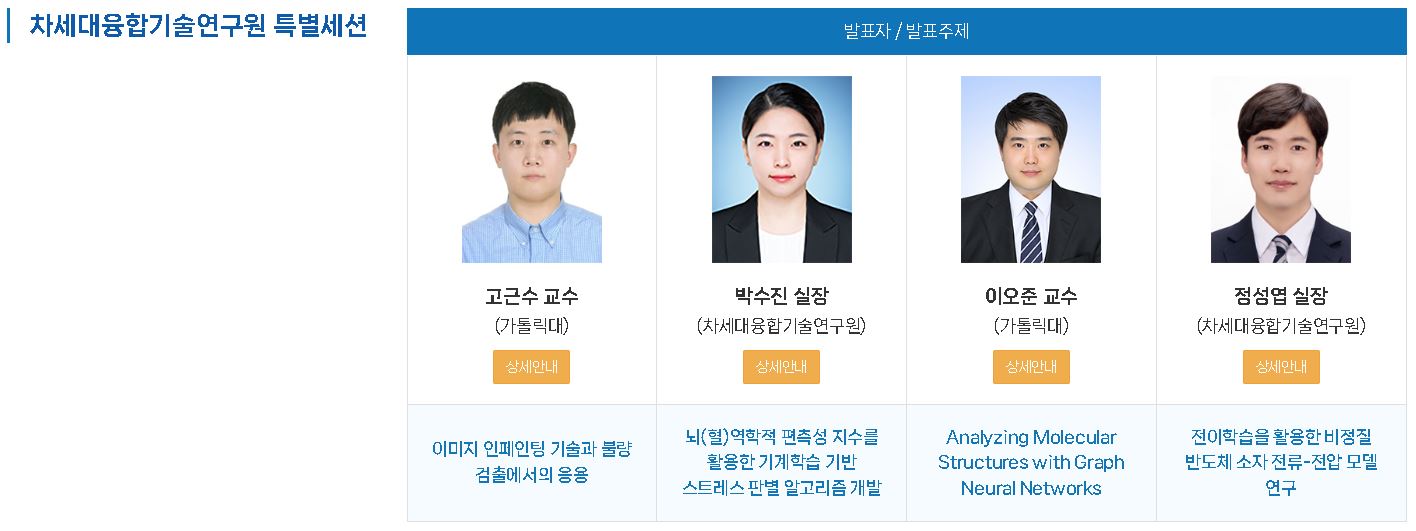 차세대융합기술연구원 특별세션
발표자 / 발표주제
고근수 교수
(가톨릭대)
상세안내
이미지 인페인팅 기술과 불량
검출에서의 응용
박수진 실장
(차세대융합기술연구원)
상세안내
뇌(혈)역학적 편측성 지수를
활용한 기계학습 기반
스트레스 판별 알고리즘 개발
이오준 교수
(가톨릭대)
상세안내
Analyzing Molecular
Structures with Graph
Neural Networks
정성엽 실장
(차세대융합기술연구원)
상세안내
전이학습을 활용한 비정질
반도체 소자 전류-전압 모델
연구